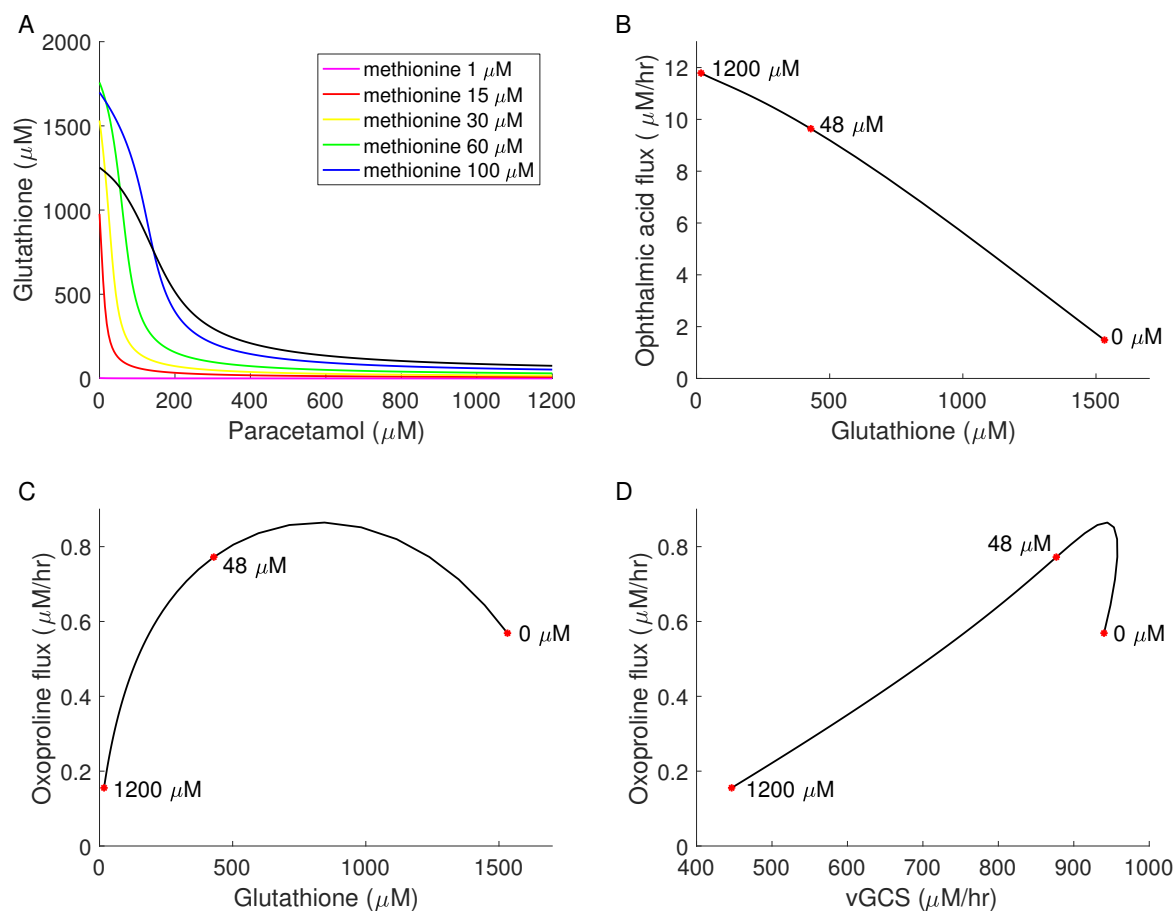 A
2000
1500
1000
500
0
Glutathione (μM)
methionine 1 μM
methionine 15 μM
methionine 30 μM
methionine 60 μM
methionine 100 μM
0 200 400 600 800 1000 1200
Paracetamol (μM)
B
12
10
8
6
4
2
0
Ophthalmic acid flux ( μM/hr)
1200 μM
48 μM
0 μM
0 500 1000 1500
Glutathione (μM)
C
0.8
0.6
0.4
0.2
0
Oxoproline flux ( μM/hr)
48 μM
0 μM
1200 μM
0 500 1000 1500
Glutathione (μM)
D
0.8
0.6
0.4
0.2
0
Oxoproline flux ( μM/hr)
48 μM
0 μM
1200 μM
400 500 600 700 800 900 1000
vGCS (μM/hr)